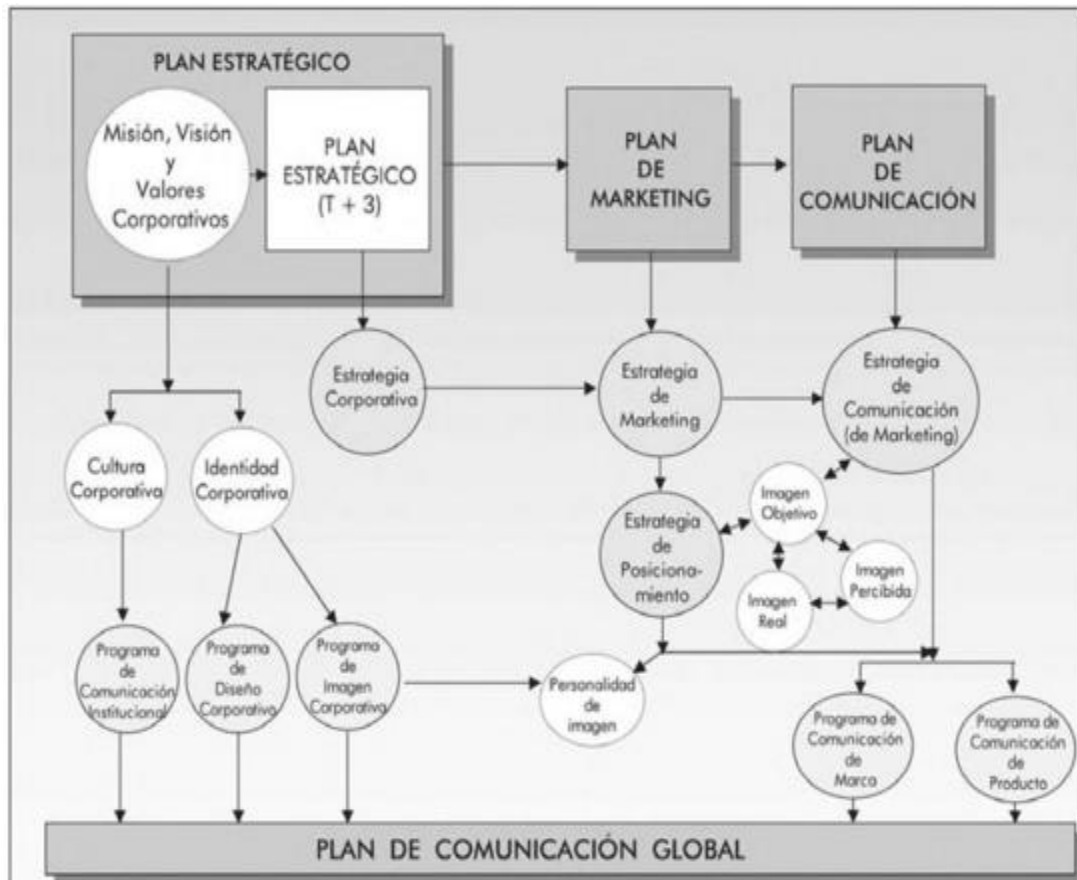 PLAN ESTRATÉGICO
Misión, Visión
y
Valores
Corporativos
PLAN
ESTRATÉGICO
(T + 3)
PLAN
DE
MARKETING
PLAN
DE
COMUNICACIÓN
Estrategia
Corporativa
Estrategia
de
Marketing
Estrategia
de
Comunicación
(de Marketing)
Cultura
Corporativa
Identidad
Corporativa
Estrategia
de
Posiciona-
miento
Imagen
Objetivo
Imagen
Percibida
Imagen
Real
Programa
de
Comunicación
Institucional
Programa
de
Diseño
Corporativo
Programa
de
Imagen
Corporativa
Personalidad
de
imagen
Programa de
Comunicación
de
Marca
Programa de
Comunicación
de
Producto
PLAN DE COMUNICACIÓN GLOBAL